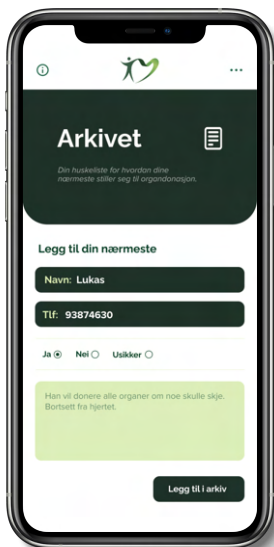 Arkivet
Din huskeliste for hvordan dine
nærmeste stiller seg til organdonasjon.
Legg til din nærmeste
Navn: Lukas
Tlf: 93874630
Ja Nei Usikker
Han vil donere alle organer om noe skulle skje.
Bortsett fra hjertet.
Legg til i arkiv